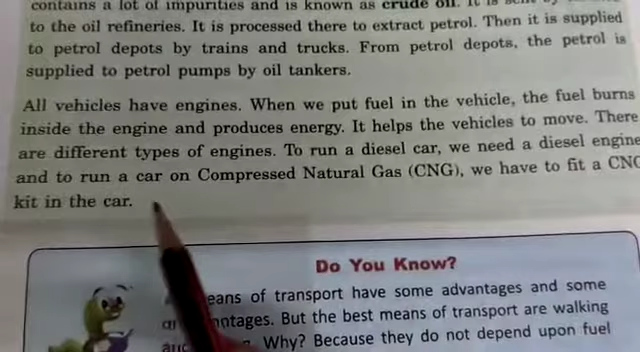 contains a lot of impurities and is known as crude oil. It is sent by
to the oil refineries. It is processed there to extract petrol. Then it is supplied
to petrol depots by trains and trucks. From petrol depots, the petrol is
supplied to petrol pumps by oil tankers.
All vehicles have engines. When we put fuel in the vehicle, the fuel burns
inside the engine and produces energy. It helps the vehicles to move. There
are different types of engines. To run a diesel car, we need a diesel engine
and to run a car on Compressed Natural Gas (CNG), we have to fit a CNG
kit in the car.
Do You Know?
means of transport have some advantages and some
But the best means of transport are walking
Why? Because they do not depend upon fuel